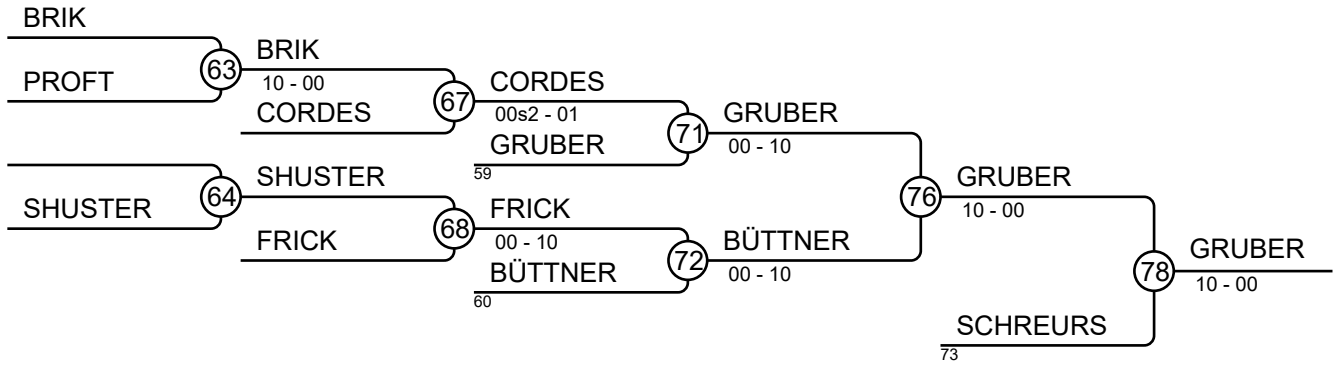 BRIK
63
BRIK
PROFT
10 - 00
CORDES
67
CORDES
00s2 - 01
GRUBER
59
71
GRUBER
00 - 10
64
SHUSTER
SHUSTER
FRICK
68
FRICK
00 - 10
BÜTTNER
60
72
BÜTTNER
00 - 10
76
GRUBER
10 - 00
SCHREURS
73
78
GRUBER
10 - 00